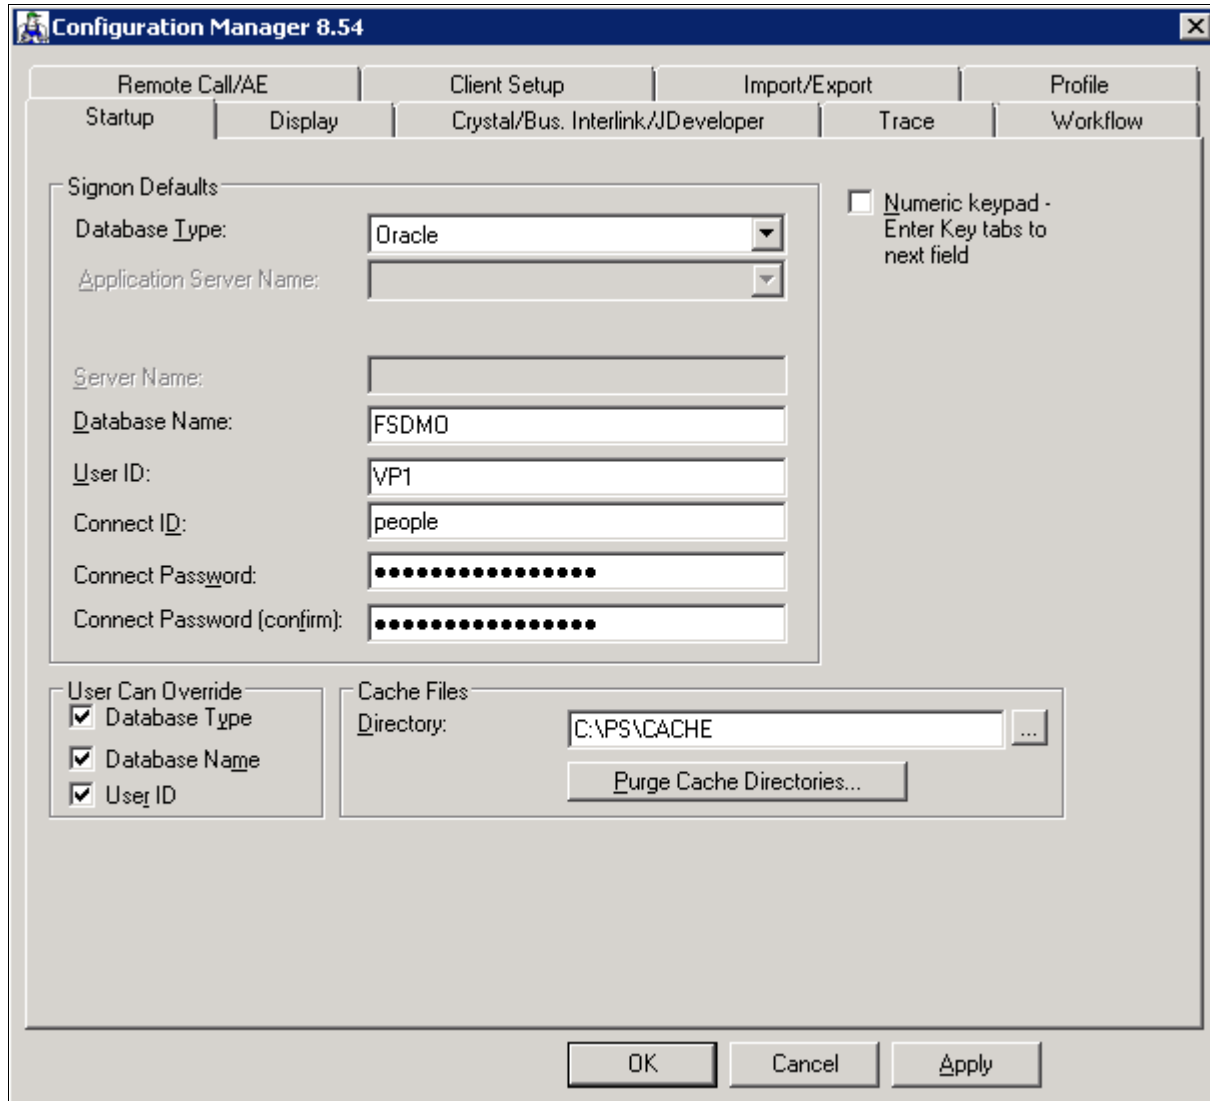 Configuration Manager 8.54
Remote Call/AE Client Setup Import/Export Profile
Startup Display Crystal/Bus. Interlink/JDeveloper Trace Workflow
Signon Defaults
Database Type: Oracle
Numeric keypad -
Enter Key tabs to
next field
Application Server Name:
Server Name:
Database Name: FSDMO
User ID: VP1
Connect ID: people
Connect Password: ●●●●●●●●●●●●●●●●
Connect Password (confirm): ●●●●●●●●●●●●●●●●
User Can Override
Database Type
Database Name
User ID
Cache Files
Directory: C:\PS\CACHE ...
Purge Cache Directories...
OK Cancel Apply